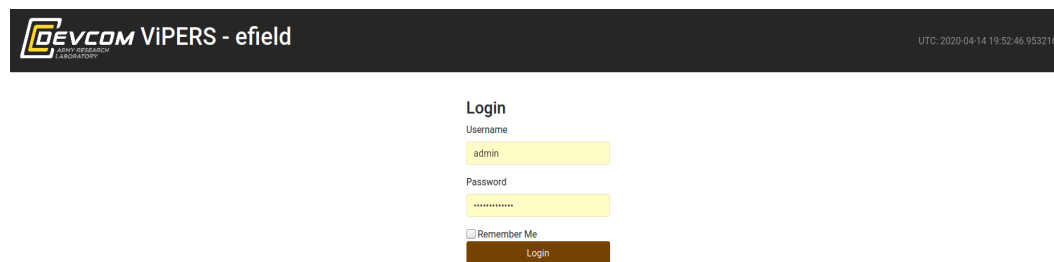 DEVCOM ViPERS - efield
ARMY RESEARCH
LABORATORY
UTC: 2020-04-14 19:52:46.953216
Login
Username
admin
Password
•••••••••••••
Remember Me
Login